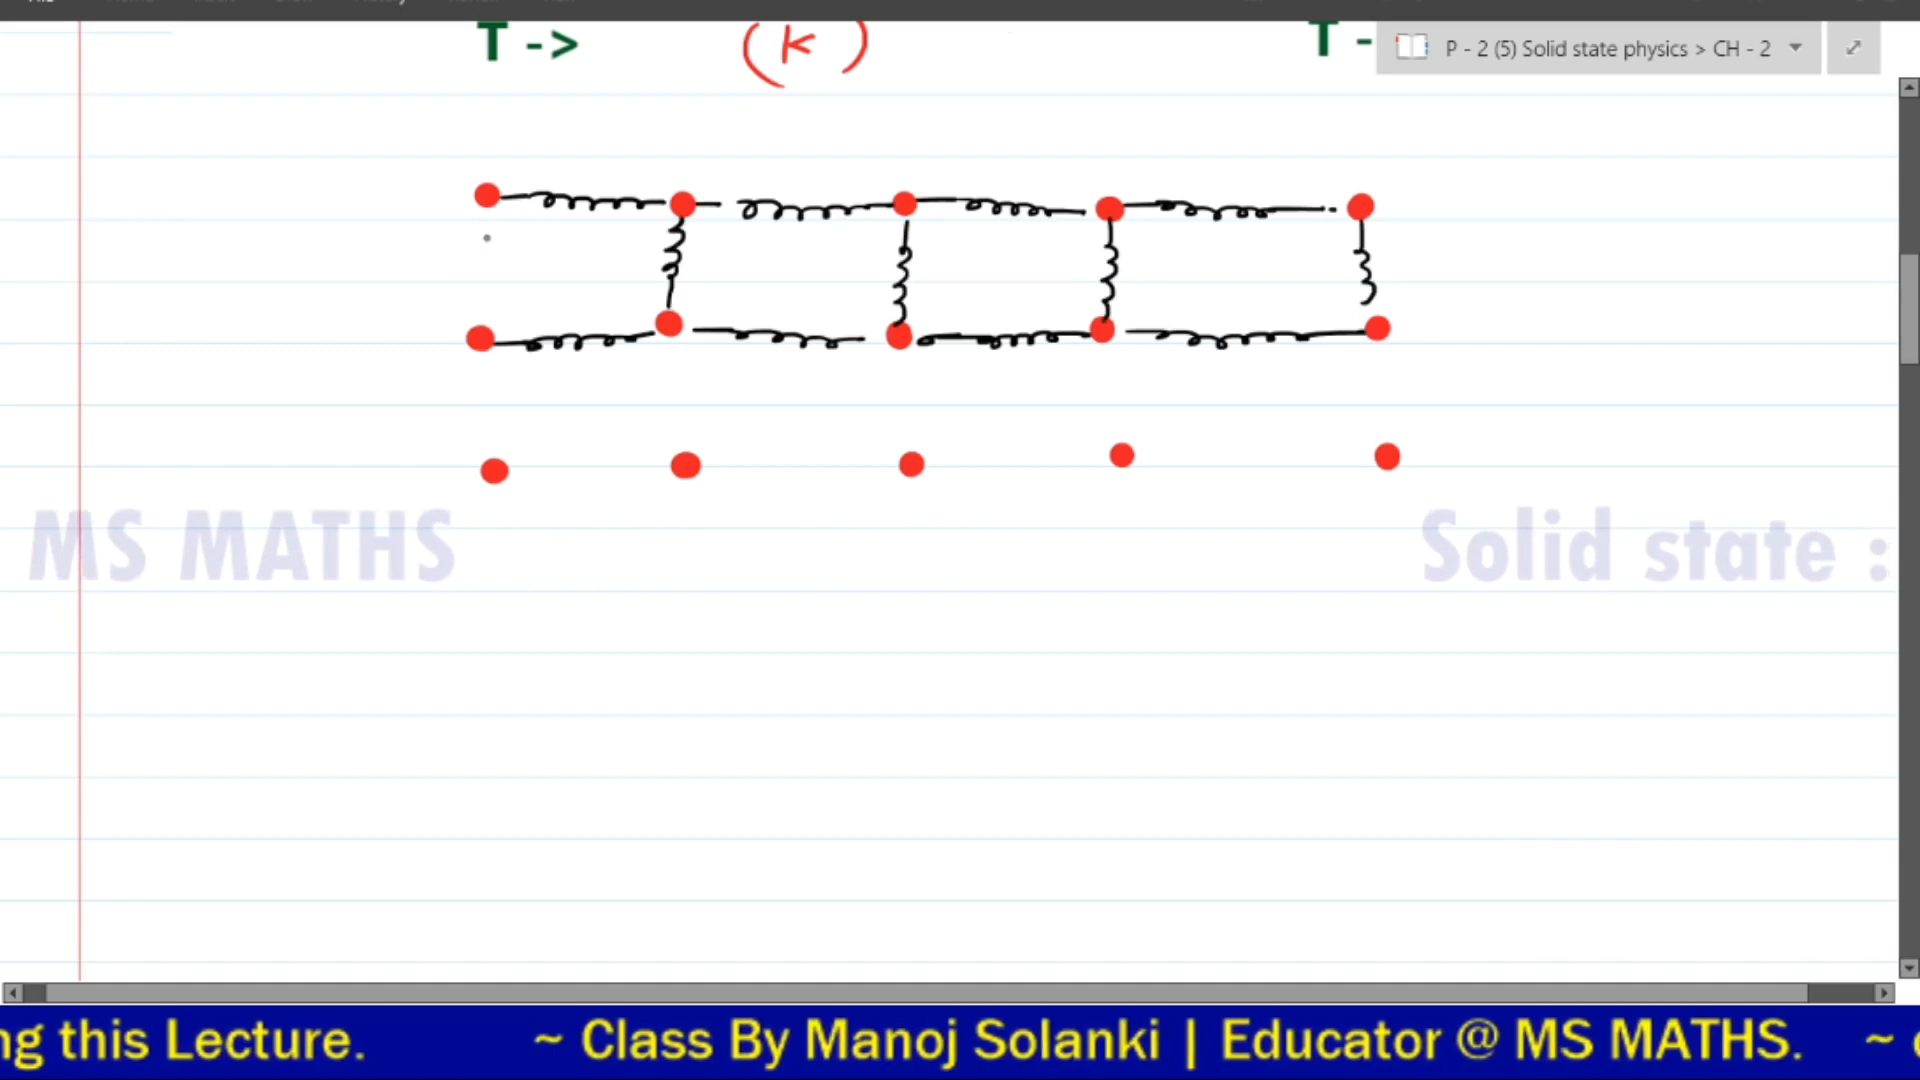 T -> (K) T -
P - 2 (5) Solid state physics > CH - 2
MS MATHS Solid state :
ng this Lecture. ~ Class By Manoj Solanki | Educator @ MS MATHS. ~